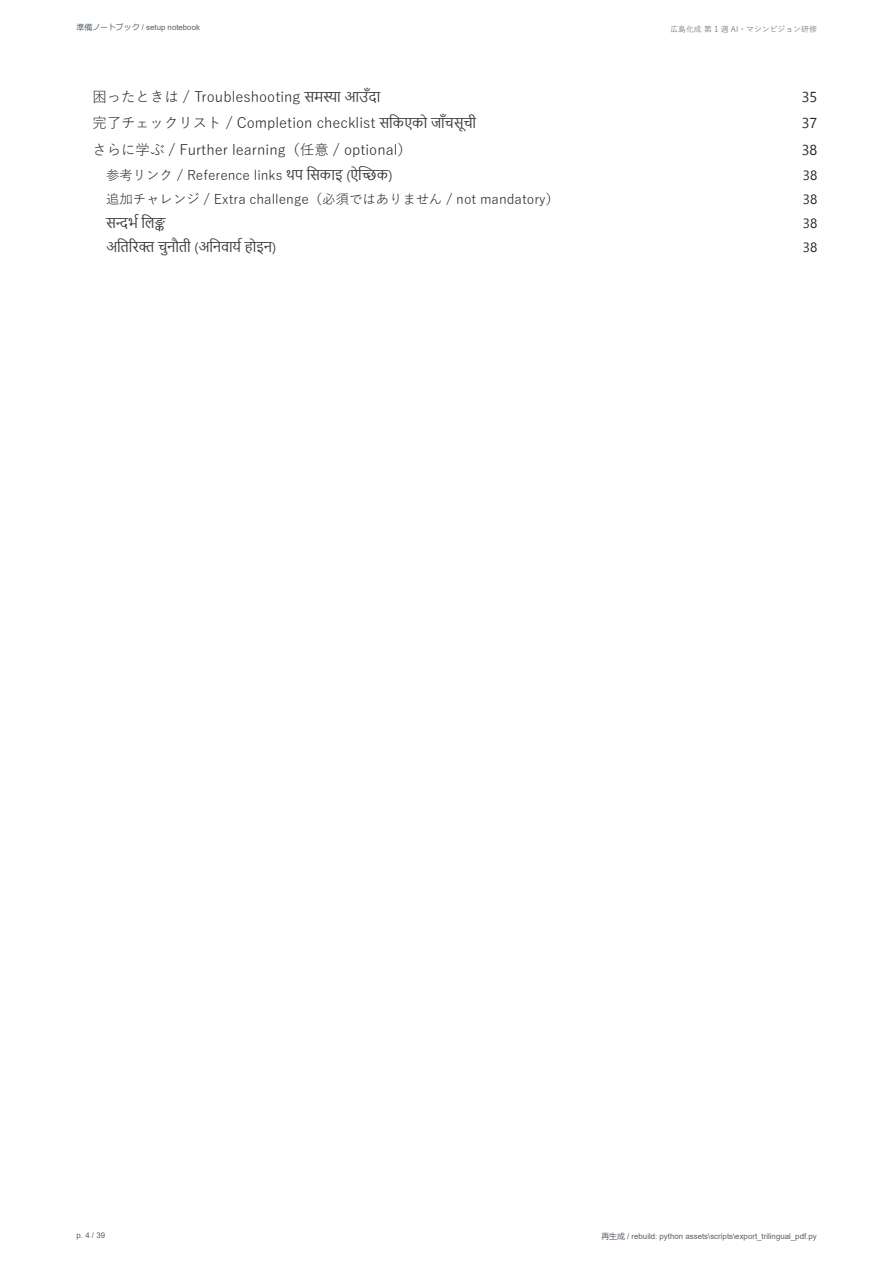 準備ノートブック / setup notebook
広島化成 第 1 週 AI・マシンビジョン研修
困ったときは / Troubleshooting समस्या आउँदा 35
完了チェックリスト / Completion checklist सकिएको जाँचसूची 37
さらに学ぶ / Further learning（任意 / optional） 38
参考リンク / Reference links थप सिकाइ (ऐच्छिक) 38
追加チャレンジ / Extra challenge（必須ではありません / not mandatory） 38
सन्दर्भ लिङ्क 38
अतिरिक्त चुनौती (अनिवार्य होइन) 38
p. 4 / 39
再生成 / rebuild: python assets\scripts\export_trilingual_pdf.py